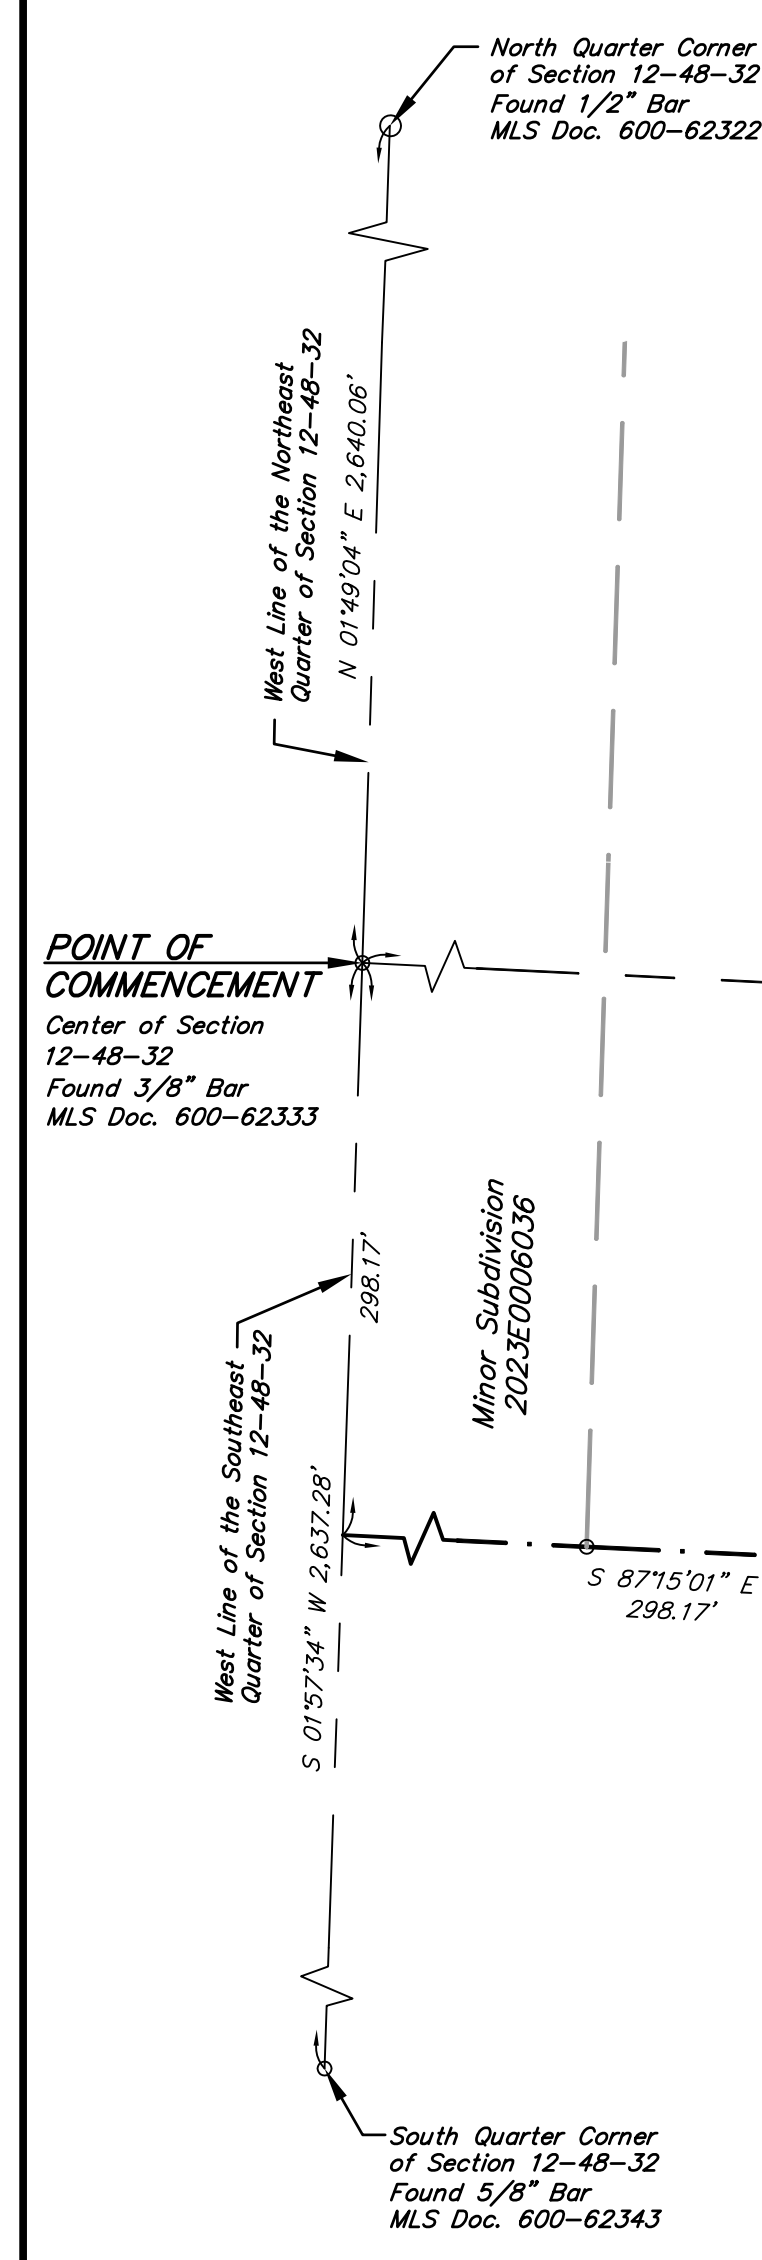 North Quarter Corner
of Section 12-48-32
Found 1/2" Bar
MLS Doc. 600-62322
West Line of the Northeast
Quarter of Section 12-48-32
N 01°49'04" E 2,640.06'
POINT OF
COMMENCEMENT
Center of Section
12-48-32
Found 3/8" Bar
MLS Doc. 600-62333
298.17'
Minor Subdivision
2023E0006036
West Line of the Southeast
Quarter of Section 12-48-32
S 01°57'34" W 2,637.28'
S 87°15'01" E
298.17'
South Quarter Corner
of Section 12-48-32
Found 5/8" Bar
MLS Doc. 600-62343